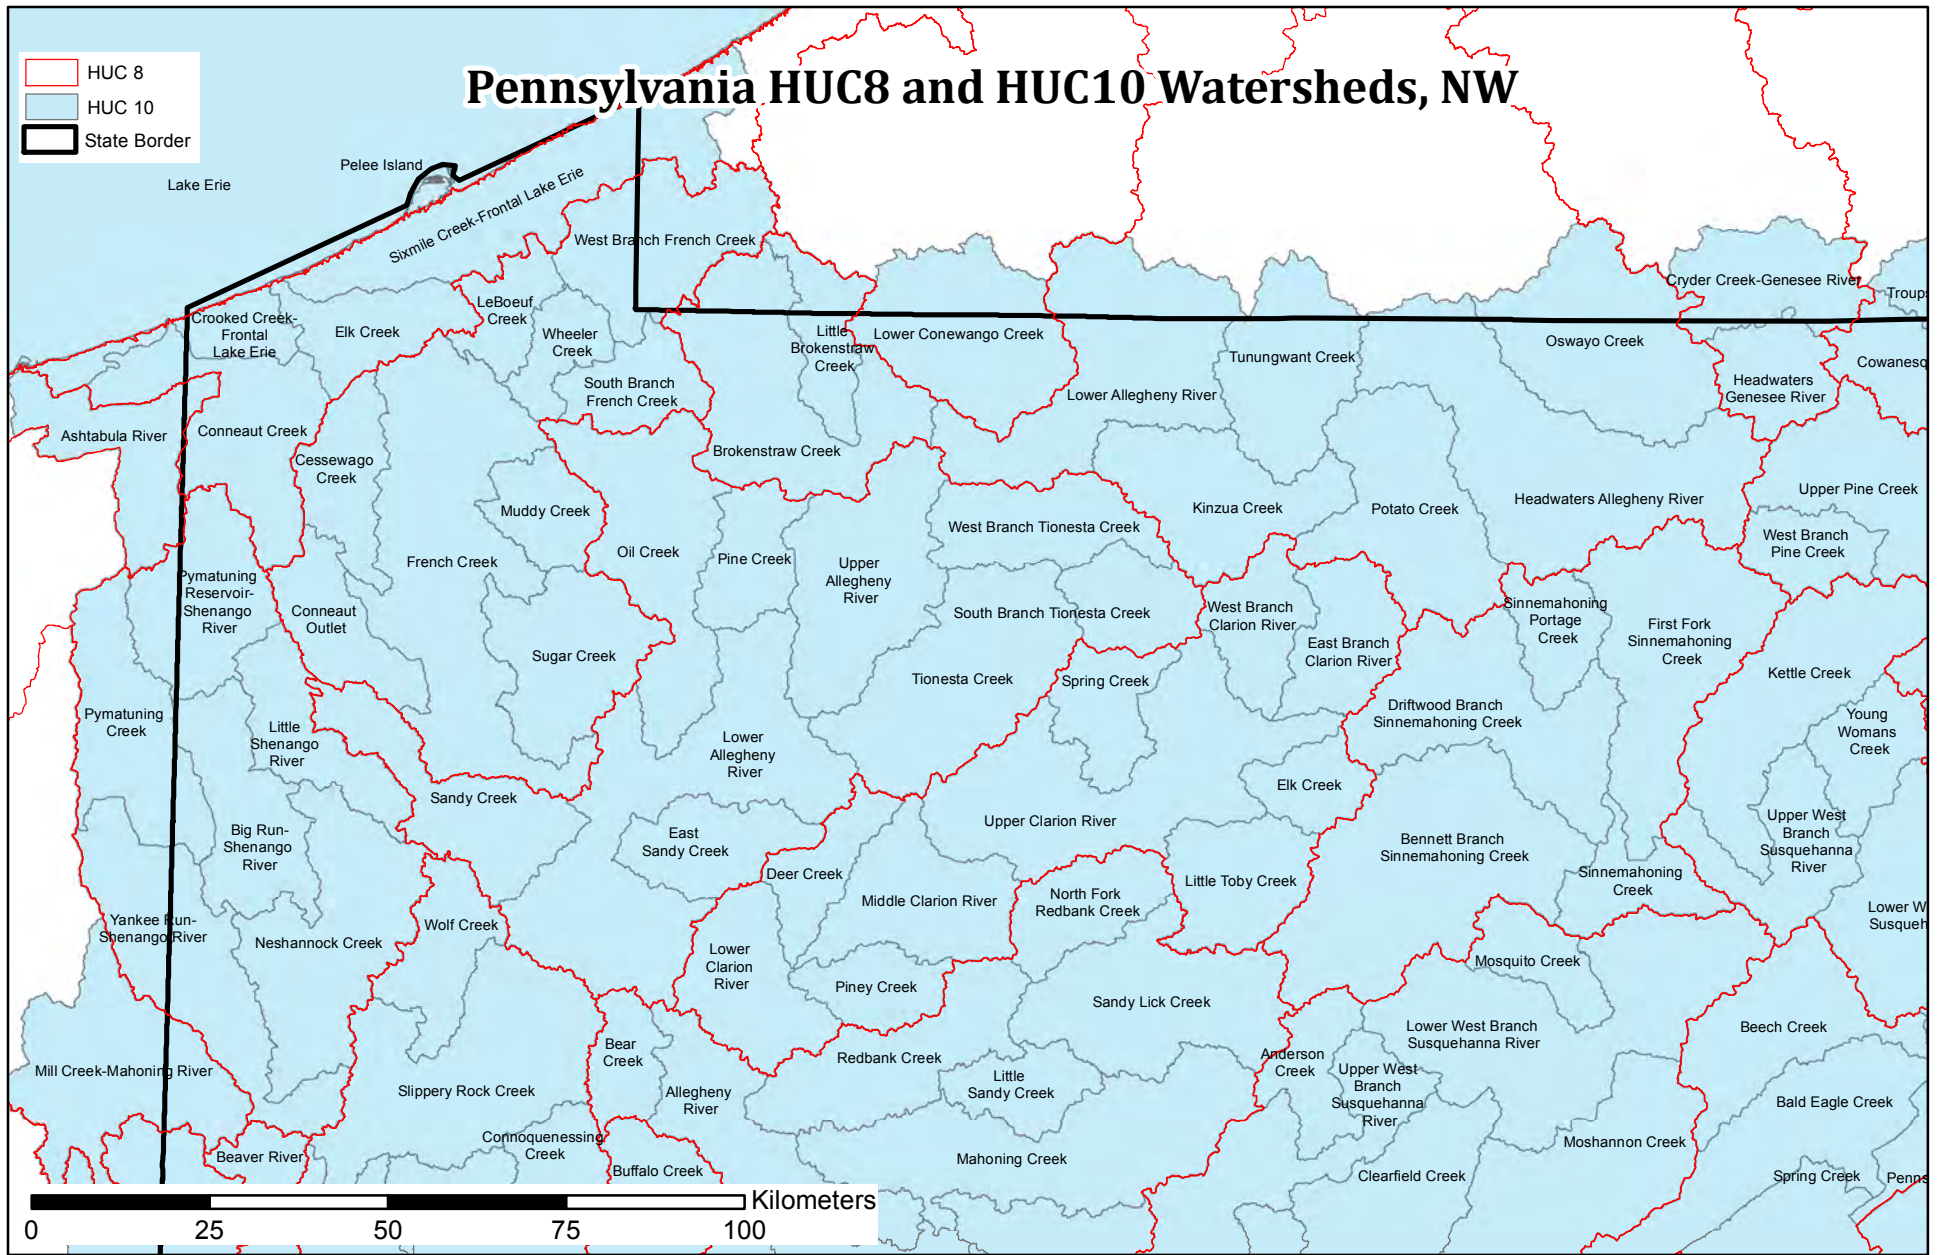 Pennsylvania HUC8 and HUC10 Watersheds, NW
HUC 8
HUC 10
State Border
Lake Erie
Pelee Island
Sixmile Creek-Frontal Lake Erie
West Branch French Creek
Crooked Creek-
Frontal
Lake Erie
Elk Creek
LeBoeuf
Creek
Wheeler
Creek
South Branch
French Creek
Little
Brokenstraw
Creek
Lower Conewango Creek
Tunungwant Creek
Oswayo Creek
Cryder Creek-Genesee River
Troups
Cowanesq
Headwaters
Genesee River
Lower Allegheny River
Ashtabula River
Conneaut Creek
Cessewago
Creek
Brokenstraw Creek
Muddy Creek
French Creek
Oil Creek
Pine Creek
Upper
Allegheny
River
West Branch Tionesta Creek
Kinzua Creek
Potato Creek
Headwaters Allegheny River
Upper Pine Creek
West Branch
Pine Creek
Pymatuning
Reservoir-
Shenango
River
Conneaut
Outlet
Sugar Creek
South Branch Tionesta Creek
West Branch
Clarion River
East Branch
Clarion River
Sinnemahoning
Portage
Creek
First Fork
Sinnemahoning
Creek
Kettle Creek
Tionesta Creek
Spring Creek
Driftwood Branch
Sinnemahoning Creek
Young
Womans
Creek
Pymatuning
Creek
Little
Shenango
River
Lower
Allegheny
River
Sandy Creek
Elk Creek
Upper Clarion River
Big Run-
Shenango
River
East
Sandy Creek
Bennett Branch
Sinnemahoning Creek
Upper West
Branch
Susquehanna
River
Deer Creek
Little Toby Creek
Sinnemahoning
Creek
Middle Clarion River
North Fork
Redbank Creek
Yankee Run-
Shenango River
Neshannock Creek
Wolf Creek
Lower W
Susqueh
Lower
Clarion
River
Piney Creek
Mosquito Creek
Sandy Lick Creek
Lower West Branch
Susquehanna River
Beech Creek
Bear
Creek
Redbank Creek
Anderson
Creek
Upper West
Branch
Susquehanna
River
Mill Creek-Mahoning River
Slippery Rock Creek
Allegheny
River
Little
Sandy Creek
Bald Eagle Creek
Connoquenessing
Creek
Moshannon Creek
Beaver River
Buffalo Creek
Mahoning Creek
Clearfield Creek
Spring Creek
Penns
Kilometers
0 25 50 75 100